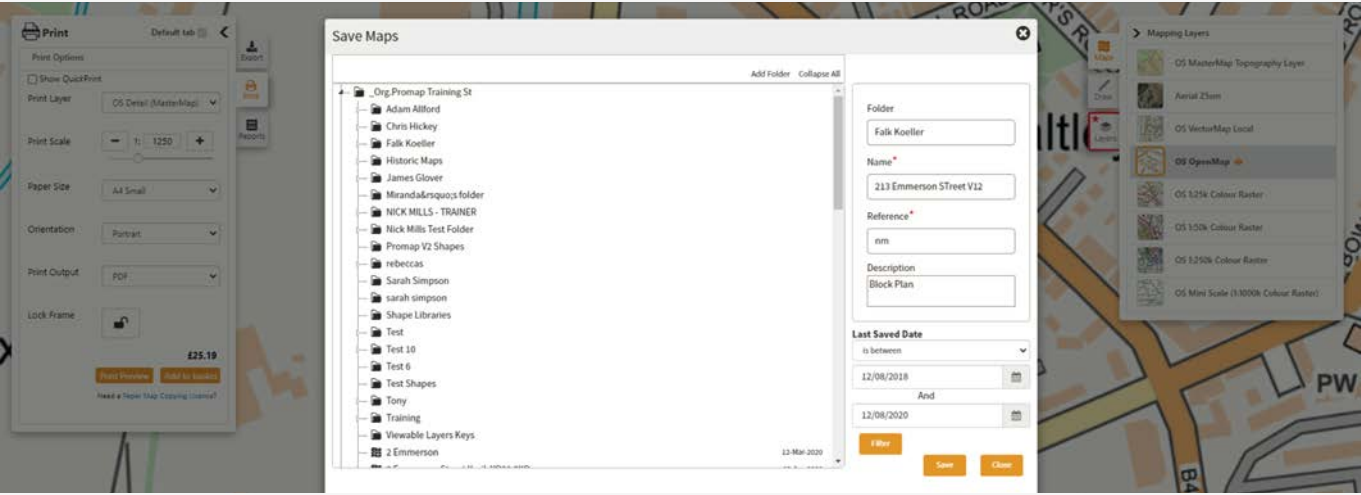 Print
Default tab
Print Options
Show QuickPrint
Print Layer
OS Detail (MasterMap)
Print Scale
1: 1250
Paper Size
A4 Small
Orientation
Portrait
Print Output
PDF
Lock Frame
£25.19
Print Preview
Add to basket
Need a Paper Map Copying Licence?
Export
Print
Reports
Save Maps
Add Folder Collapse All
_Org.Promap Training St
Adam Allford
Chris Hickey
Falk Koeller
Historic Maps
James Glover
Miranda&rsquo;s folder
NICK MILLS - TRAINER
Nick Mills Test Folder
Promap V2 Shapes
rebeccas
Sarah Simpson
sarah simpson
Shape Libraries
Test
Test 10
Test 6
Test Shapes
Tony
Training
Viewable Layers Keys
2 Emmerson 12-Mar-2020
Folder
Falk Koeller
Name*
213 Emmerson STreet V12
Reference*
nm
Description
Block Plan
Last Saved Date
is between
12/08/2018
And
12/08/2020
Filter
Save
Close
Maps
Draw
Layers
Mapping Layers
OS MasterMap Topography Layer
Aerial 25cm
OS VectorMap Local
OS OpenMap
OS 1:25k Colour Raster
OS 1:50k Colour Raster
OS 1:250k Colour Raster
OS Mini Scale (1:1000k Colour Raster)
PW